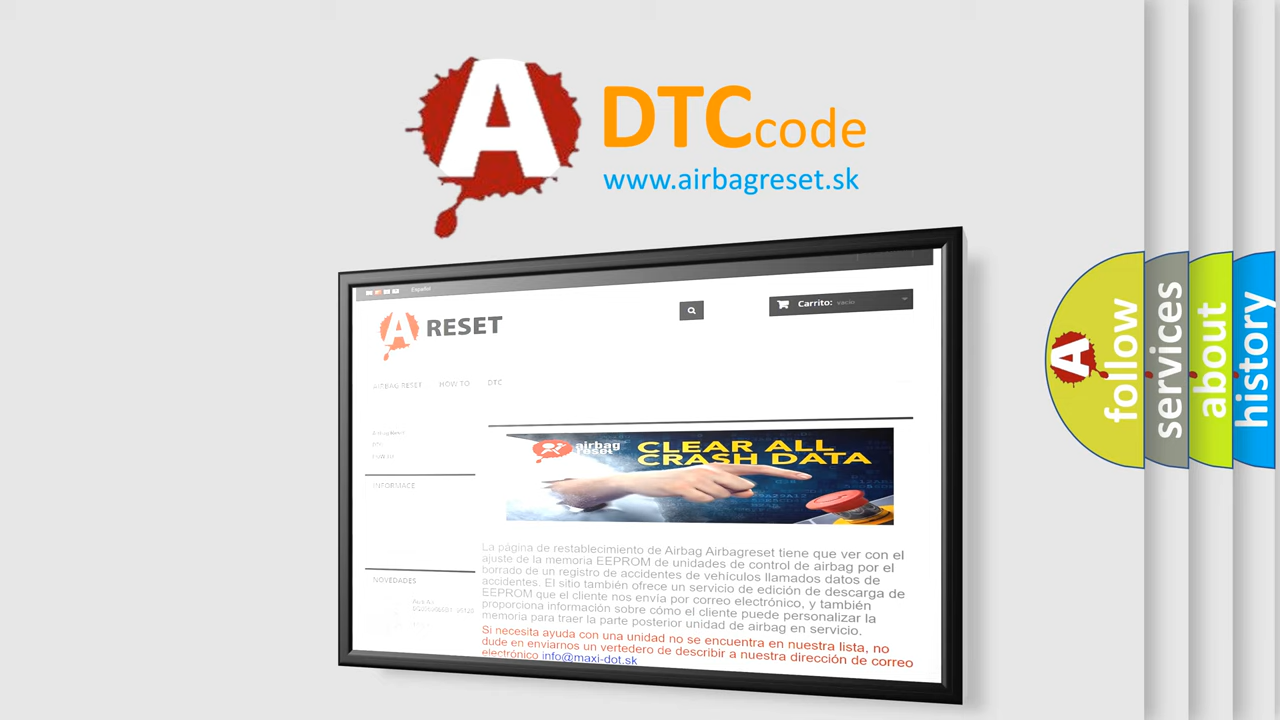 A
DTCcode
www.airbagreset.sk
Español
A RESET
Carrito: vacío
AIRBAG RESET HOW TO DTC
INFORMACE
NOVEDADES
airbag
reset
CLEAR ALL
CRASH DATA
La página de restablecimiento de Airbag Airbagreset tiene que ver con el
ajuste de la memoria EEPROM de unidades de control de airbag por el
borrado de un registro de accidentes de vehículos llamados datos de
accidentes. El sitio también ofrece un servicio de edición de descarga de
EEPROM que el cliente nos envía por correo electrónico, y también
proporciona información sobre cómo el cliente puede personalizar la
memoria para traer la parte posterior unidad de airbag en servicio.
Si necesita ayuda con una unidad no se encuentra en nuestra lista, no
dude en enviarnos un vertedero de describir a nuestra dirección de correo
electrónico info@maxi-dot.sk
A
follow
services
about
history